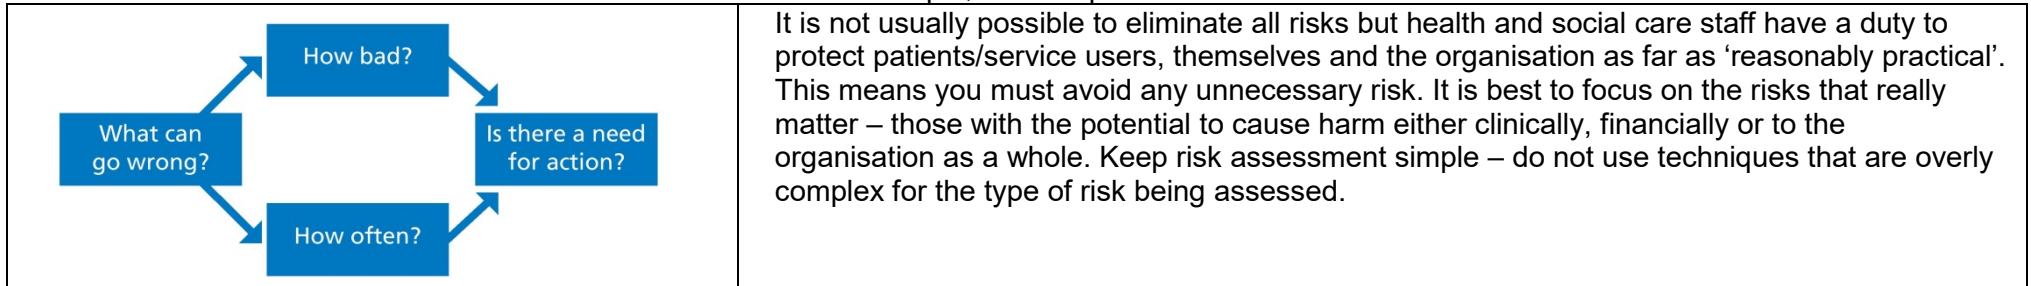 How bad?
What can
go wrong?
Is there a need
for action?
How often?
It is not usually possible to eliminate all risks but health and social care staff have a duty to
protect patients/service users, themselves and the organisation as far as ‘reasonably practical’.
This means you must avoid any unnecessary risk. It is best to focus on the risks that really
matter – those with the potential to cause harm either clinically, financially or to the
organisation as a whole. Keep risk assessment simple – do not use techniques that are overly
complex for the type of risk being assessed.